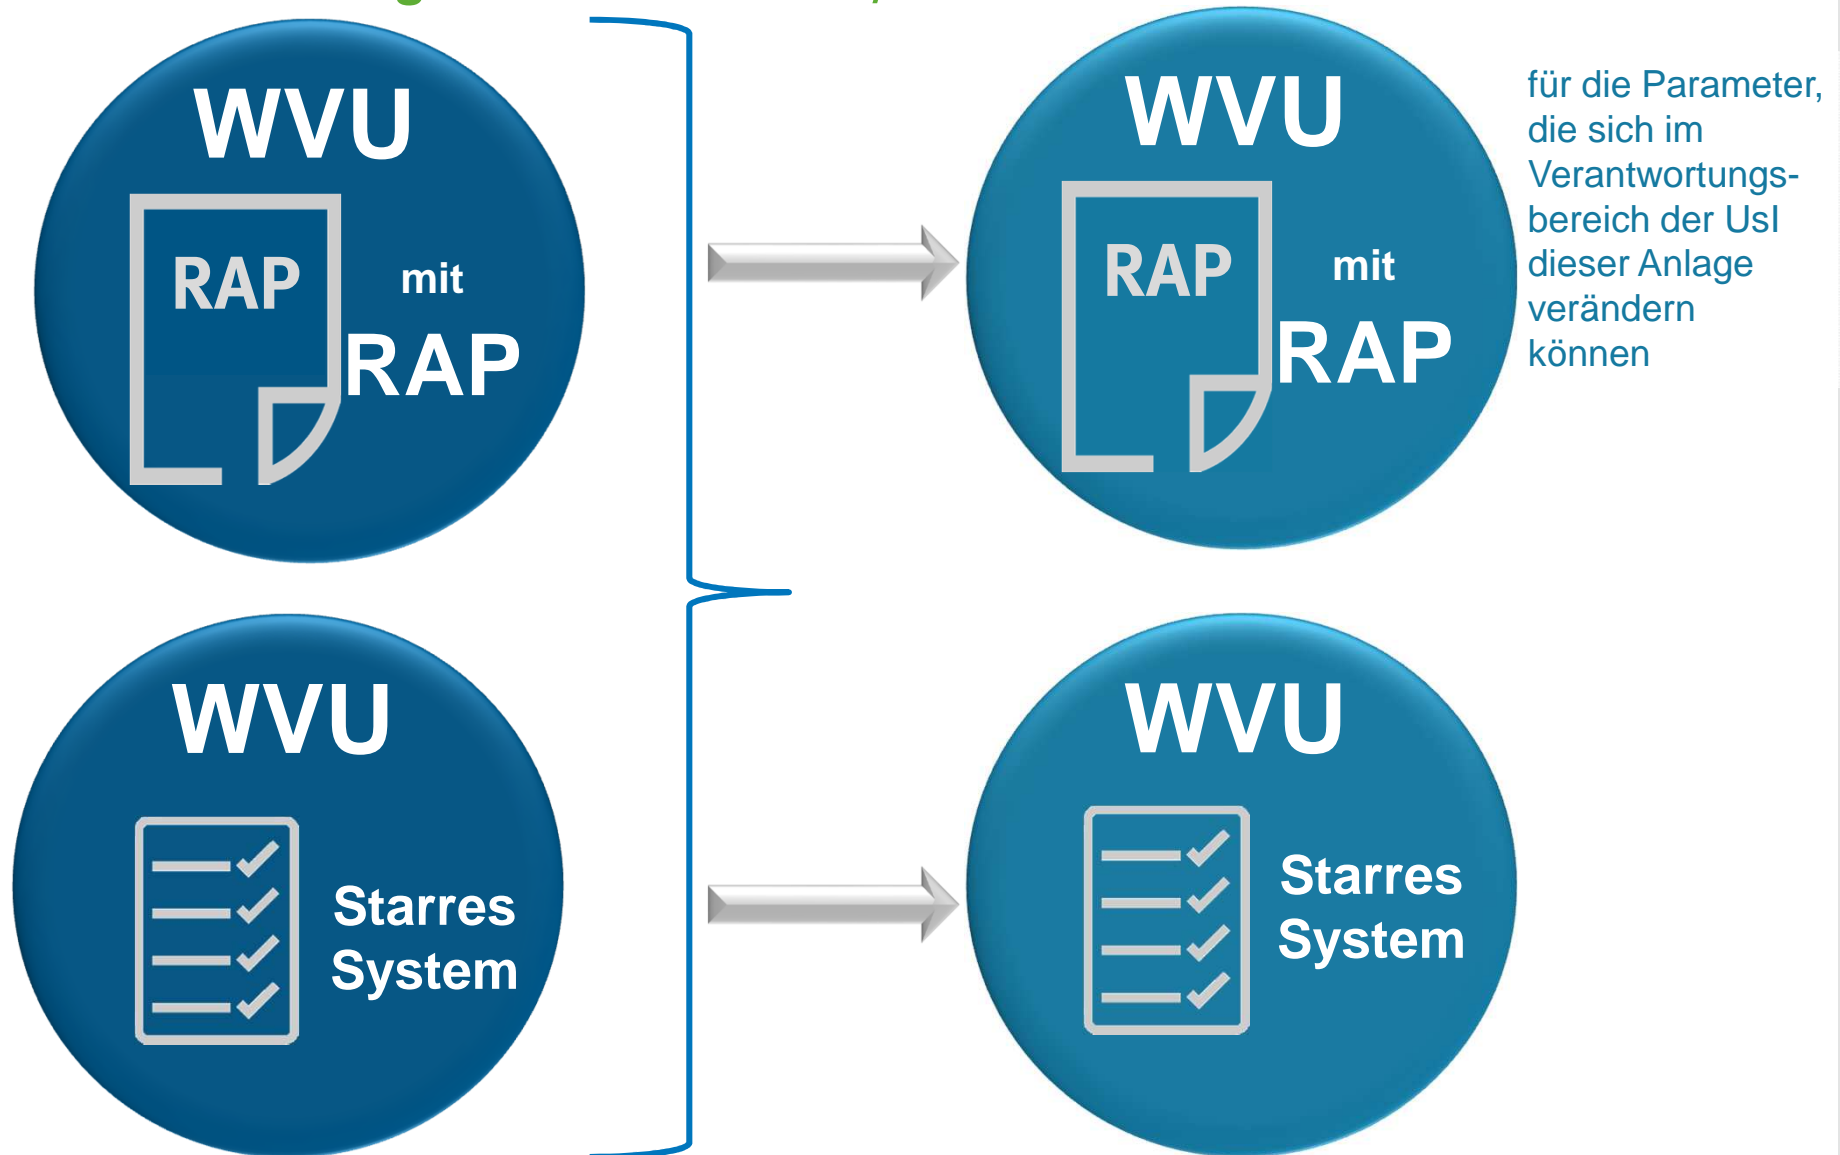 WVU
RAP
mit
RAP
WVU
RAP
mit
RAP
für die Parameter,
die sich im
Verantwortungs-
bereich der UsI
dieser Anlage
verändern
können
WVU
Starres
System
WVU
Starres
System